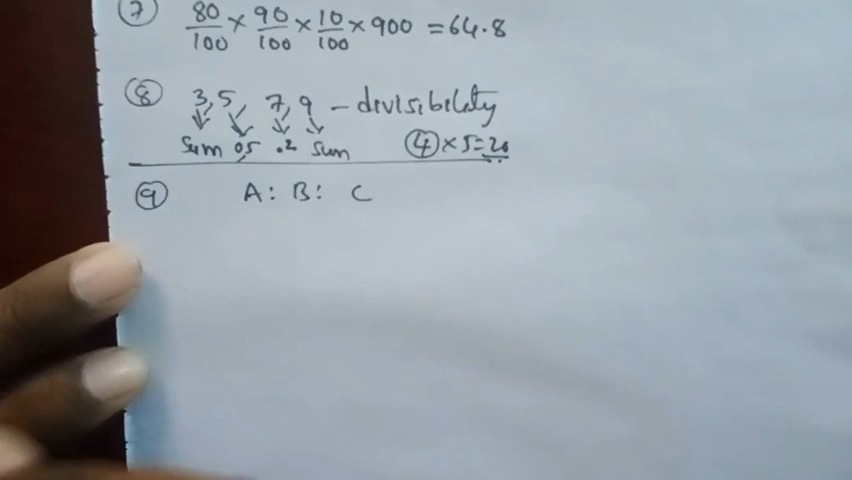 7 80/100 × 90/100 × 10/100 × 900 = 64.8
8 3, 5, 7, 9 – divisibility
Sum 0,5 .2 Sum 4 × 5 = 20
9 A : B : C